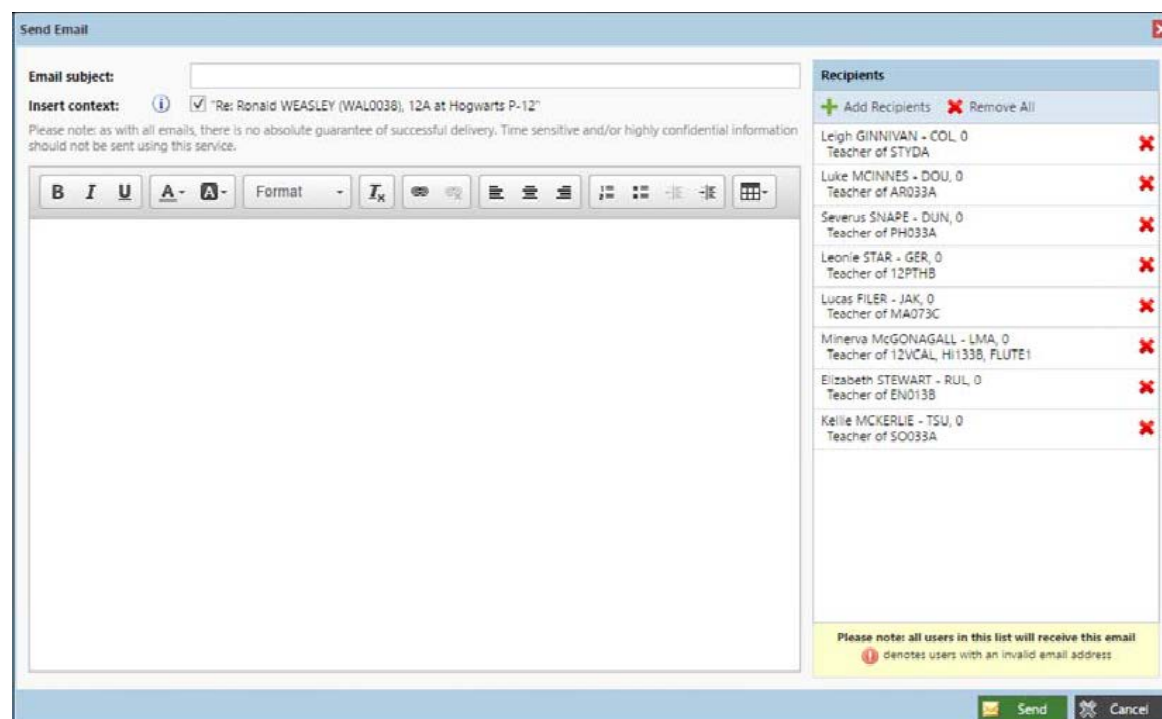 Send Email
Email subject:
Insert context: "Re: Ronald WEASLEY (WAL0038), 12A at Hogwarts P-12"
Please note: as with all emails, there is no absolute guarantee of successful delivery. Time sensitive and/or highly confidential information
should not be sent using this service.
B I U A A Format Ix
Recipients
Add Recipients Remove All
Leigh GINNIVAN - COL, 0
Teacher of STYDA
Luke MCINNES - DOU, 0
Teacher of AR033A
Severus SNAPE - DUN, 0
Teacher of PH033A
Leonie STAR - GER, 0
Teacher of 12PTHB
Lucas FILER - JAK, 0
Teacher of MA073C
Minerva McGONAGALL - LMA, 0
Teacher of 12VCAL, HI133B, FLUTE1
Elizabeth STEWART - RUL, 0
Teacher of EN013B
Kellie MCKERLIE - TSU, 0
Teacher of SO033A
Please note: all users in this list will receive this email
denotes users with an invalid email address
Send Cancel